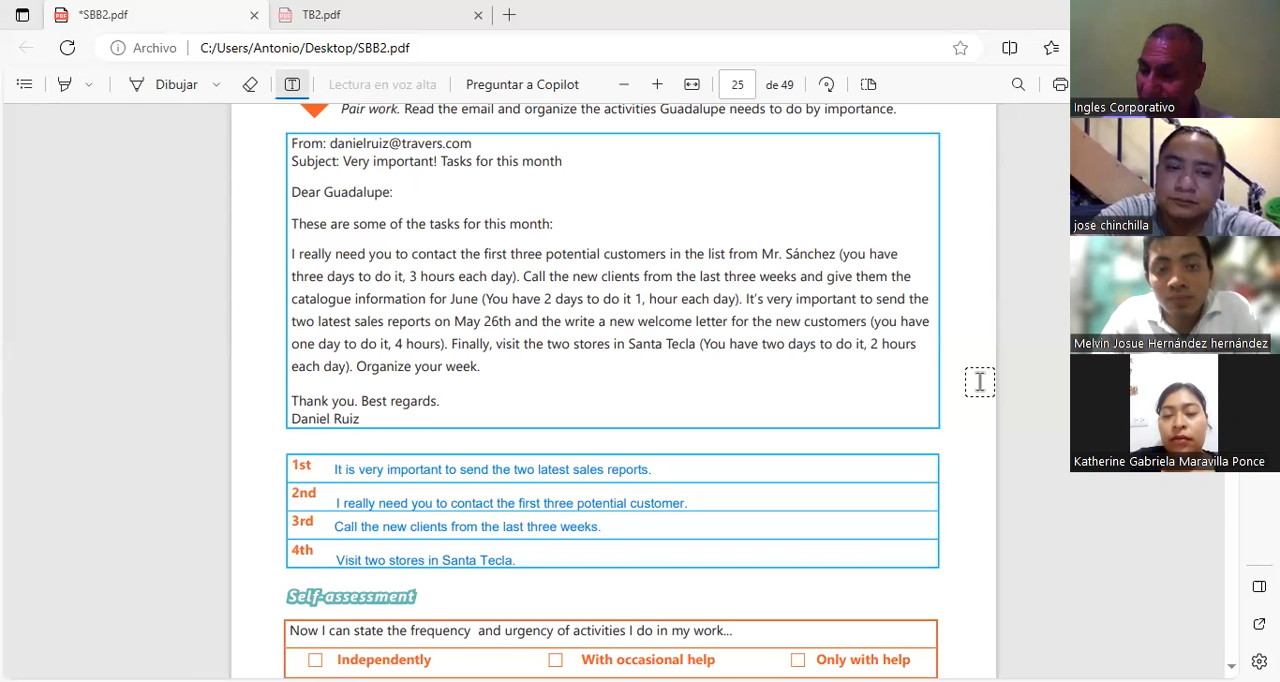 *SBB2.pdf
TB2.pdf
Archivo
C:/Users/Antonio/Desktop/SBB2.pdf
Dibujar
Lectura en voz alta
Preguntar a Copilot
25
de 49
Pair work. Read the email and organize the activities Guadalupe needs to do by importance.
From: danielruiz@travers.com
Subject: Very important! Tasks for this month
Dear Guadalupe:
These are some of the tasks for this month:
I really need you to contact the first three potential customers in the list from Mr. Sánchez (you have
three days to do it, 3 hours each day). Call the new clients from the last three weeks and give them the
catalogue information for June (You have 2 days to do it 1, hour each day). It's very important to send the
two latest sales reports on May 26th and the write a new welcome letter for the new customers (you have
one day to do it, 4 hours). Finally, visit the two stores in Santa Tecla (You have two days to do it, 2 hours
each day). Organize your week.
Thank you. Best regards.
Daniel Ruiz
1st It is very important to send the two latest sales reports.
2nd I really need you to contact the first three potential customer.
3rd Call the new clients from the last three weeks.
4th Visit two stores in Santa Tecla.
Self-assessment
Now I can state the frequency and urgency of activities I do in my work...
Independently
With occasional help
Only with help
Ingles Corporativo
jose chinchilla
Melvin Josue Hernández hernández
Katherine Gabriela Maravilla Ponce